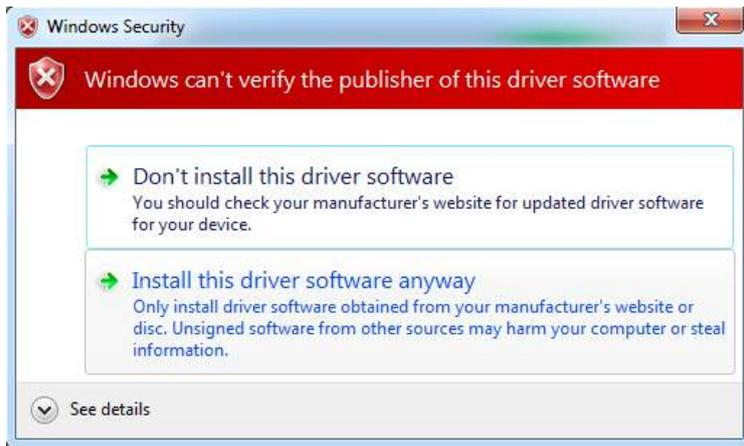 Windows Security
Windows can't verify the publisher of this driver software
Don't install this driver software
You should check your manufacturer's website for updated driver software
for your device.
Install this driver software anyway
Only install driver software obtained from your manufacturer's website or
disc. Unsigned software from other sources may harm your computer or steal
information.
See details